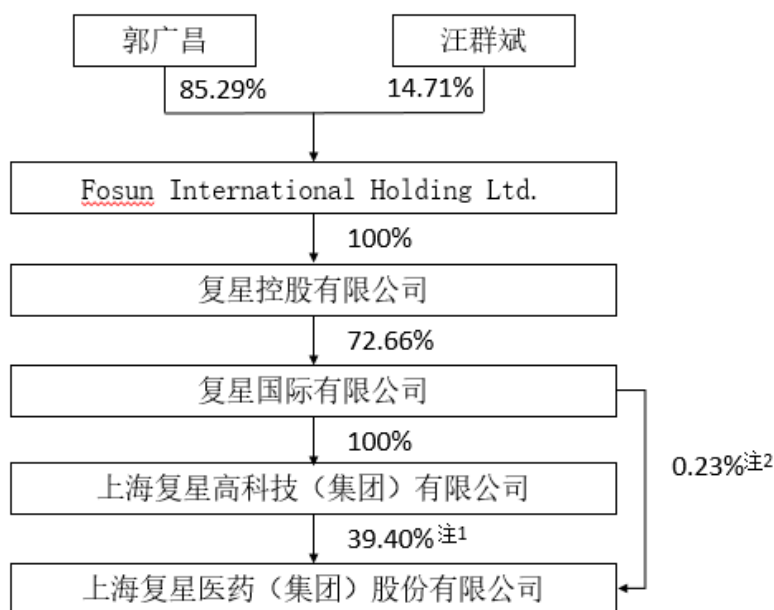 郭广昌
汪群斌
85.29%
14.71%
Fosun International Holding Ltd.
100%
复星控股有限公司
72.66%
复星国际有限公司
100%
0.23%注2
上海复星高科技（集团）有限公司
39.40%注1
上海复星医药（集团）股份有限公司